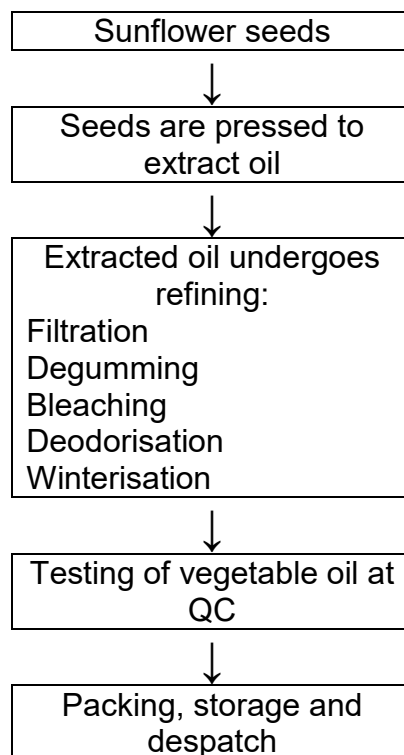 Sunflower seeds
Seeds are pressed to
extract oil
Extracted oil undergoes
refining:
Filtration
Degumming
Bleaching
Deodorisation
Winterisation
Testing of vegetable oil at
QC
Packing, storage and
despatch